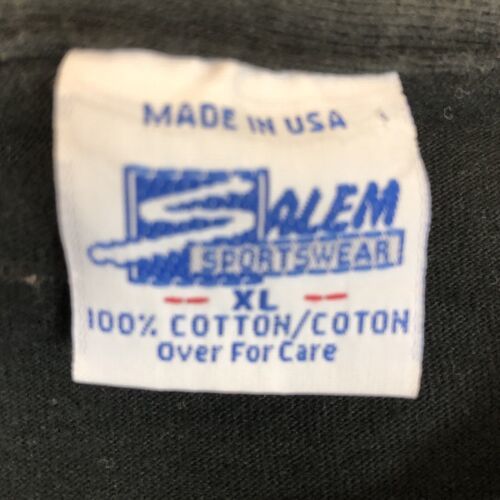 MADE IN USA
SALEM
SPORTSWEAR
XL
100% COTTON/COTON
Over For Care